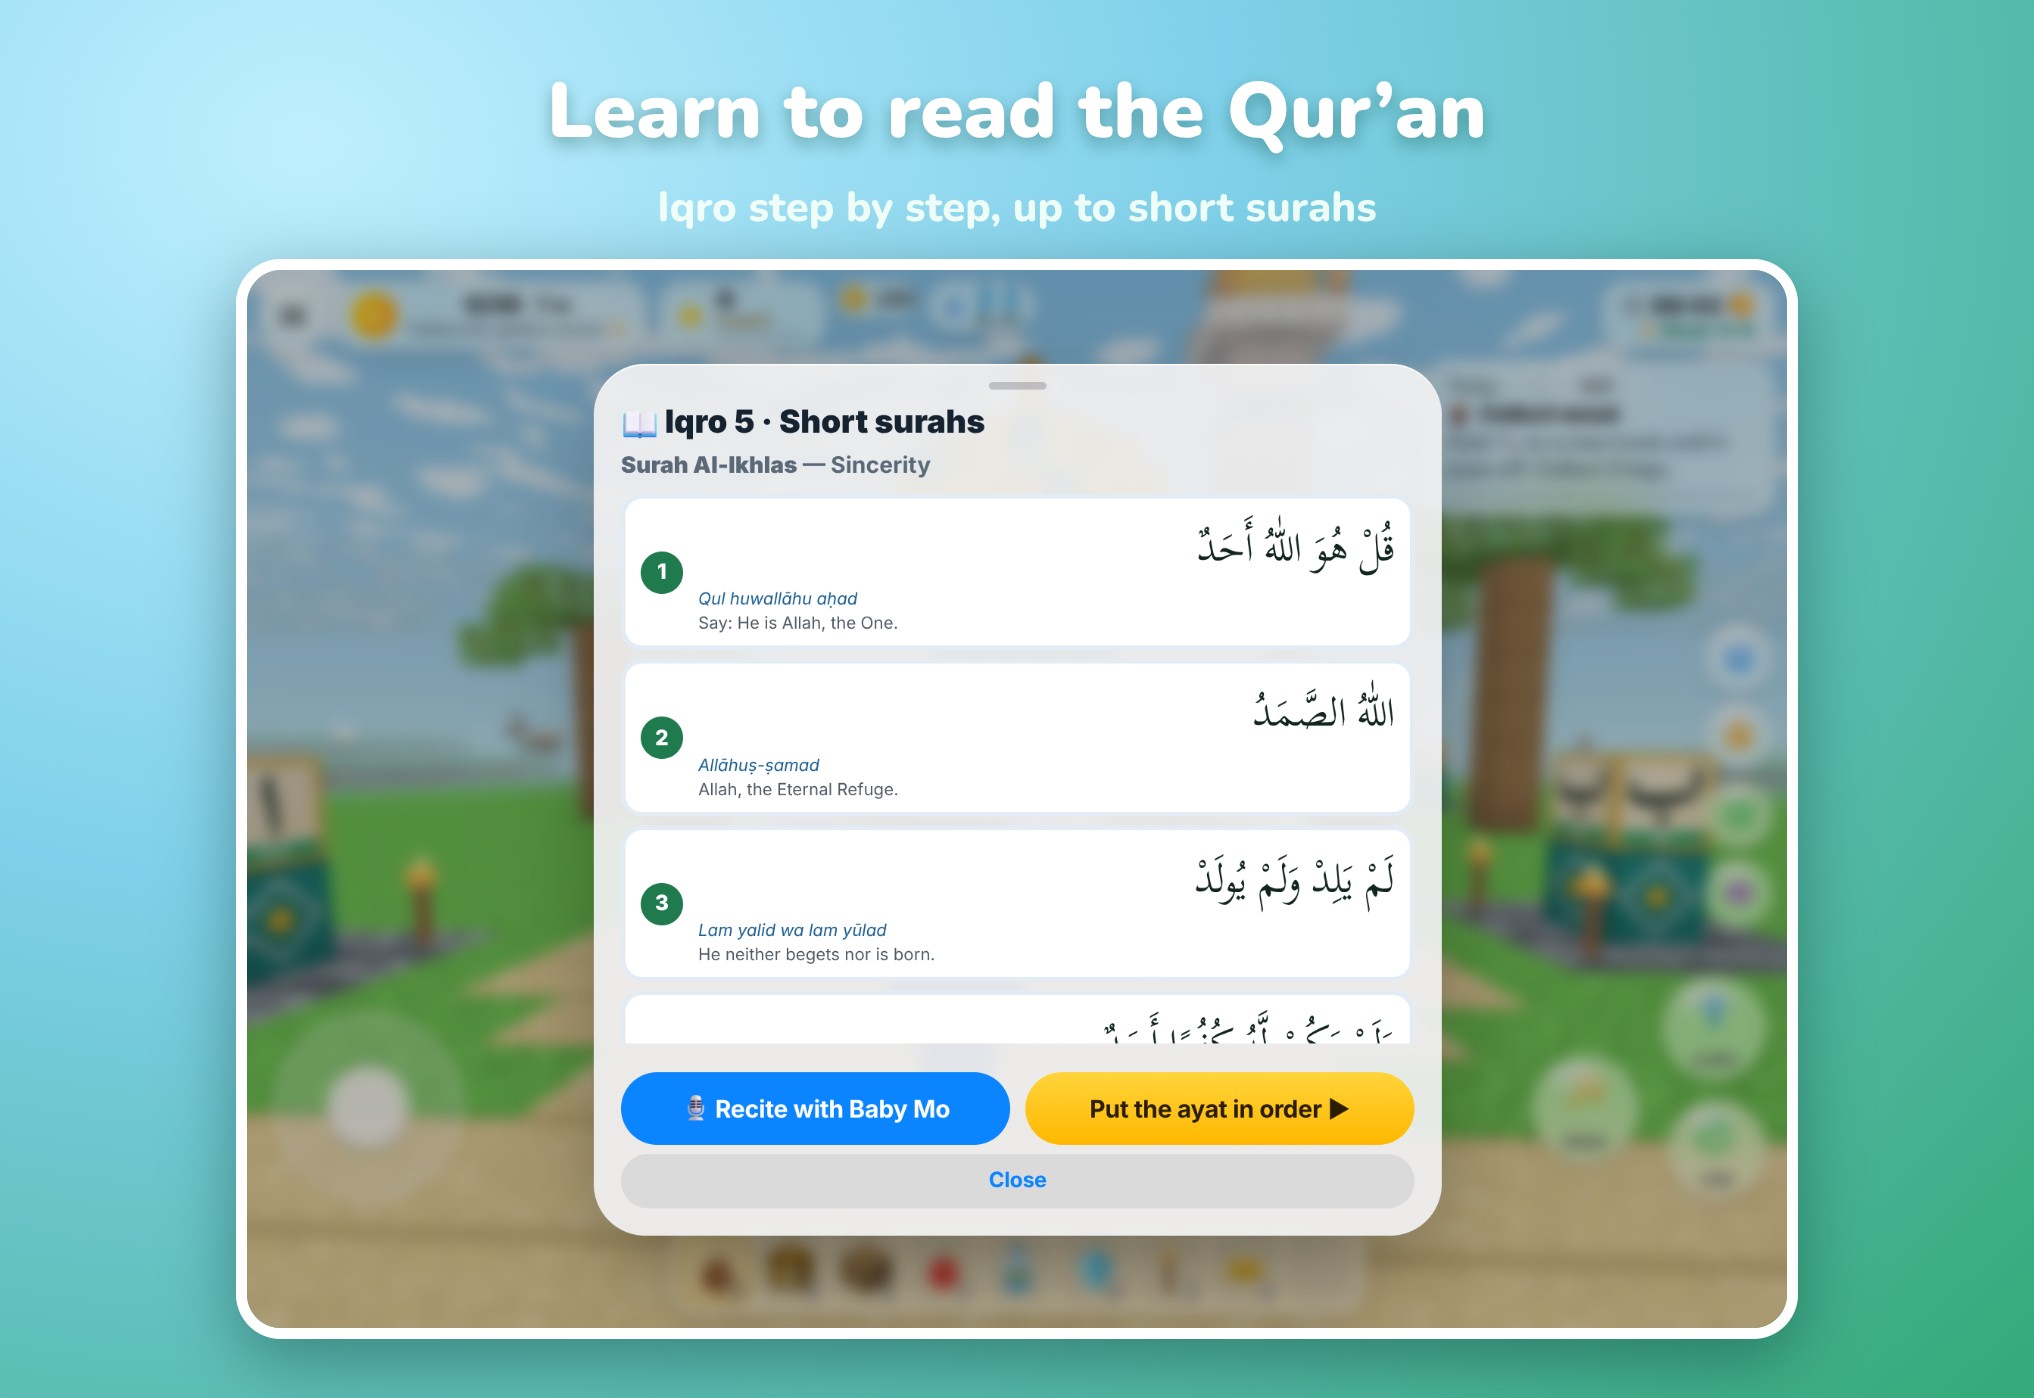 Learn to read the Qur’an
Iqro step by step, up to short surahs
📖 Iqro 5 · Short surahs
Surah Al-Ikhlas — Sincerity
قُلْ هُوَ اللّٰهُ أَحَدٌ
1
Qul huwallāhu aḥad
Say: He is Allah, the One.
اللّٰهُ الصَّمَدُ
2
Allāhuṣ-ṣamad
Allah, the Eternal Refuge.
لَمْ يَلِدْ وَلَمْ يُولَدْ
3
Lam yalid wa lam yūlad
He neither begets nor is born.
Recite with Baby Mo
Put the ayat in order ▶
Close